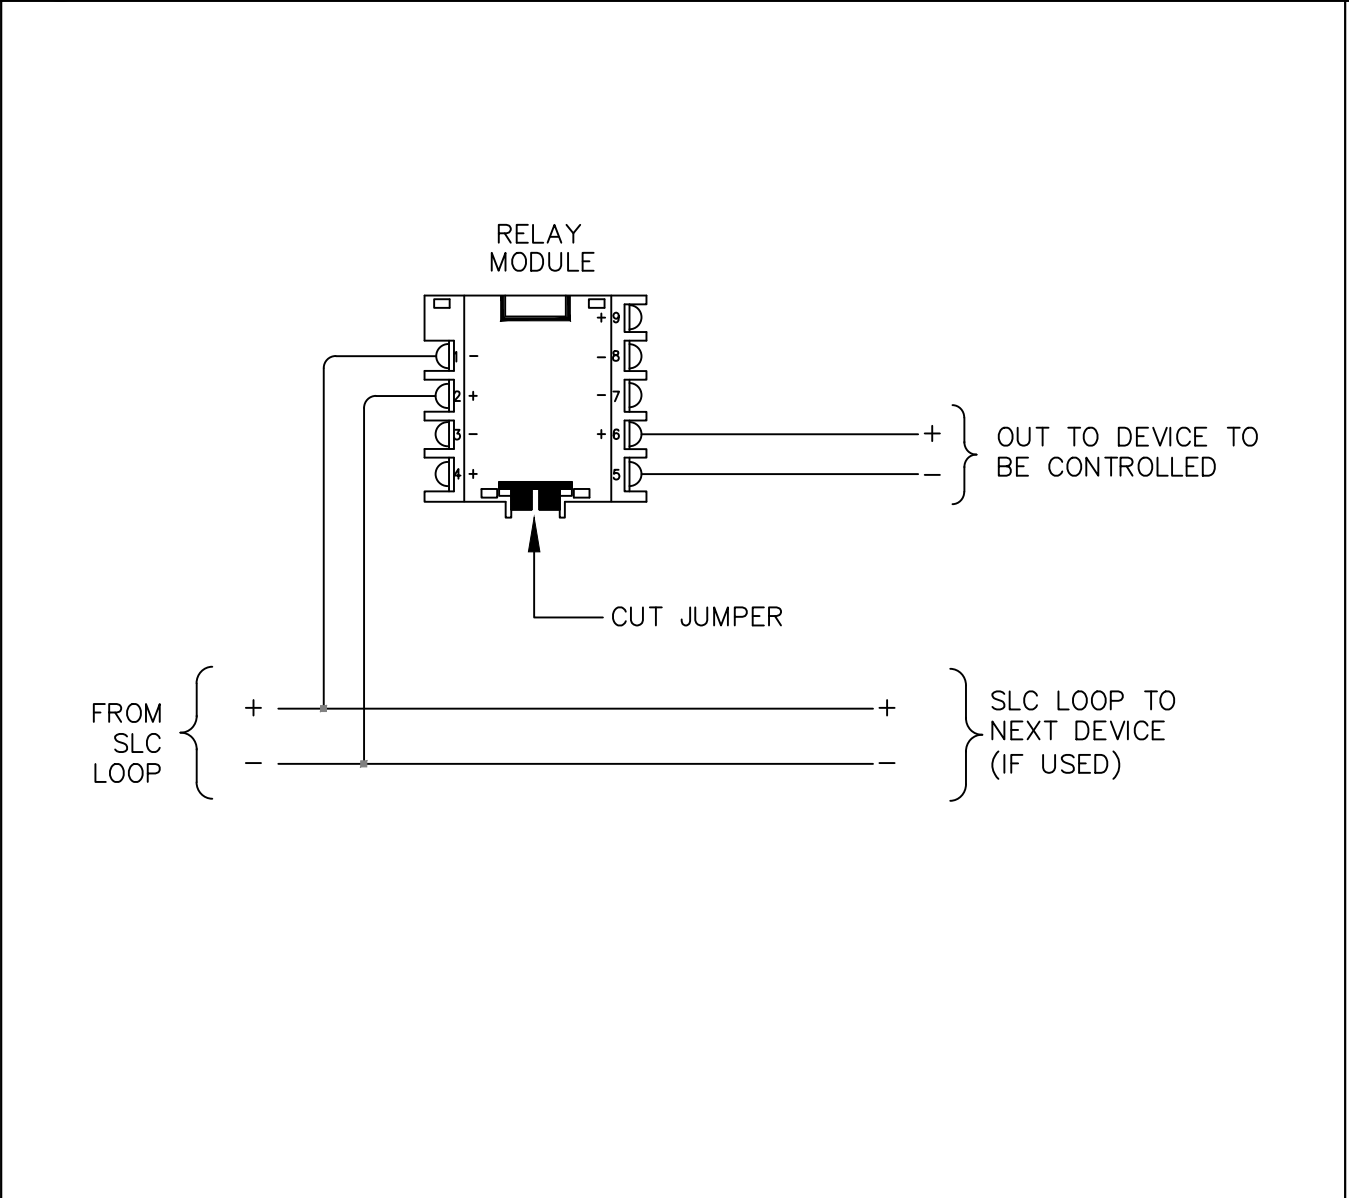 RELAY
MODULE
+ 9
1 −
− 8
2 +
− 7
3 −
+ 6
4 +
5
+
−
OUT TO DEVICE TO
BE CONTROLLED
CUT JUMPER
FROM
SLC
LOOP
+
−
+
−
SLC LOOP TO
NEXT DEVICE
(IF USED)